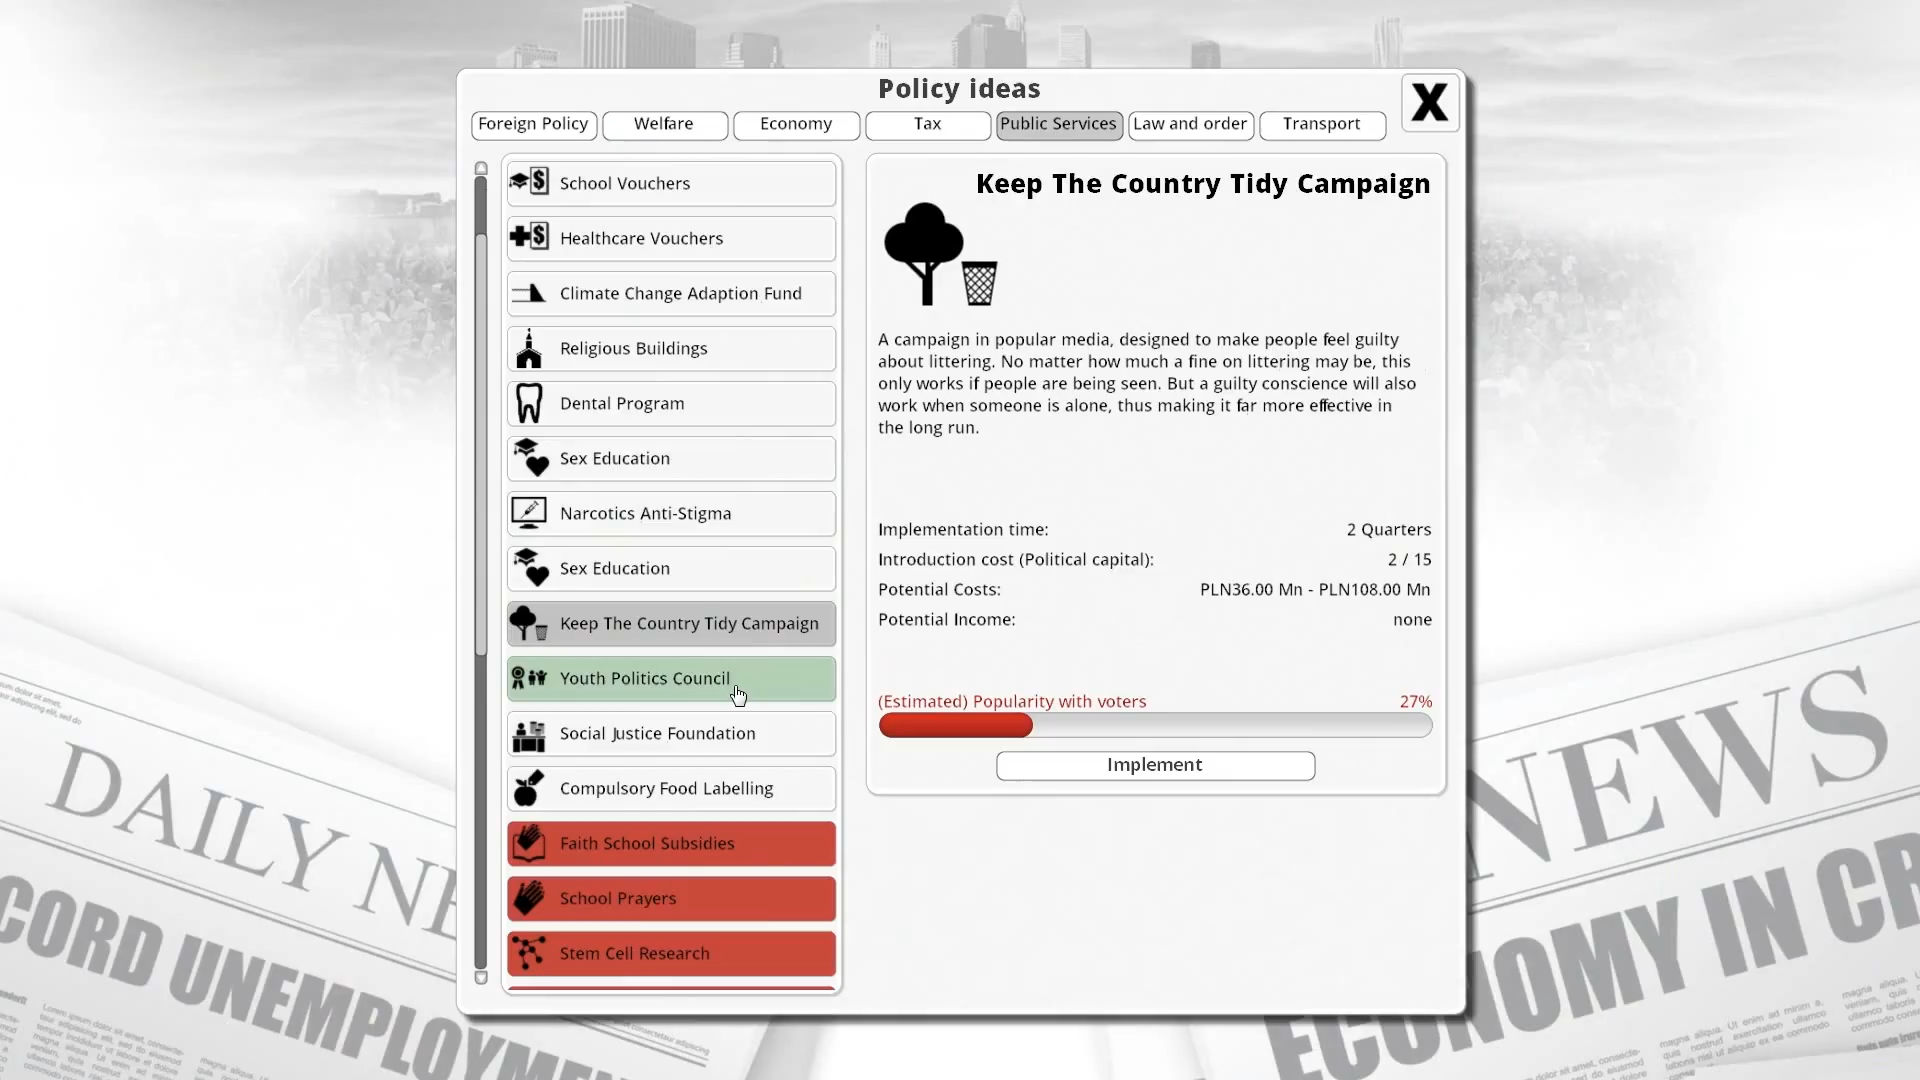 Policy ideas
X
Foreign Policy
Welfare
Economy
Tax
Public Services
Law and order
Transport
School Vouchers
Healthcare Vouchers
Climate Change Adaption Fund
Religious Buildings
Dental Program
Sex Education
Narcotics Anti-Stigma
Sex Education
Keep The Country Tidy Campaign
Youth Politics Council
Social Justice Foundation
Compulsory Food Labelling
Faith School Subsidies
School Prayers
Stem Cell Research
Keep The Country Tidy Campaign
A campaign in popular media, designed to make people feel guilty
about littering. No matter how much a fine on littering may be, this
only works if people are being seen. But a guilty conscience will also
work when someone is alone, thus making it far more effective in
the long run.
Implementation time: 2 Quarters
Introduction cost (Political capital): 2 / 15
Potential Costs: PLN36.00 Mn - PLN108.00 Mn
Potential Income: none
(Estimated) Popularity with voters 27%
Implement
DAILY NE
CORD UNEMPLOYME
NEWS
ECONOMY IN CR